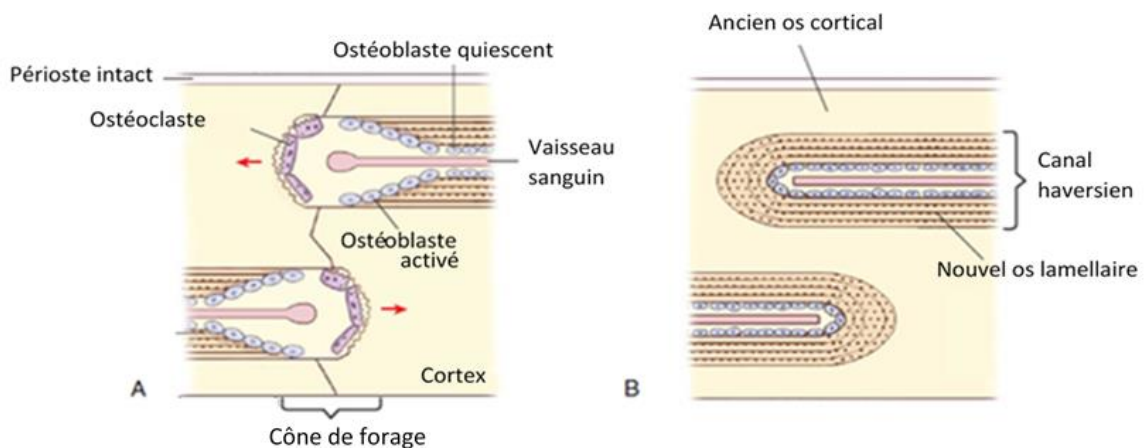 Ostéoblaste quiescent
Périoste intact
Ostéoclaste
Vaisseau
sanguin
Ostéoblaste
activé
Cortex
A
Cône de forage
Ancien os cortical
Canal
haversien
Nouvel os lamellaire
B